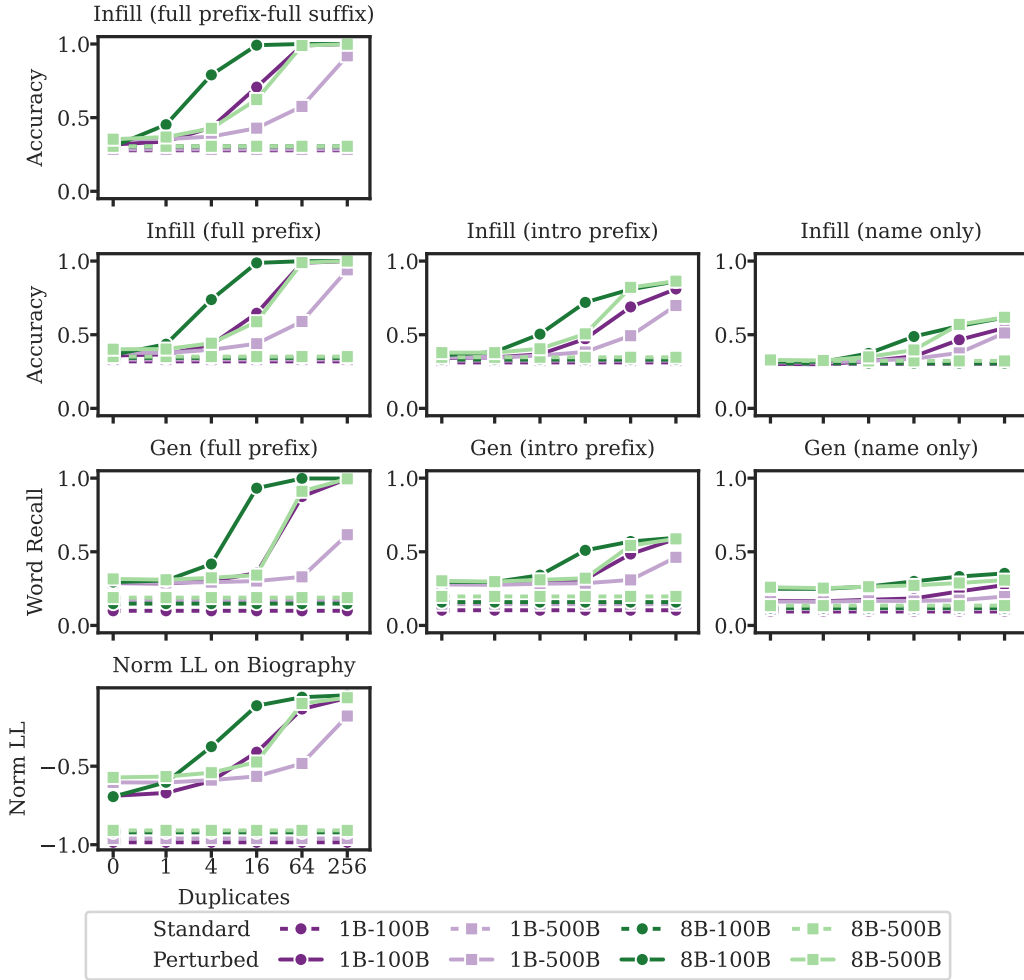 Infill (full prefix-full suffix)
1.0
0.5
0.0
Accuracy
Infill (full prefix)
Infill (intro prefix)
Infill (name only)
1.0
0.5
0.0
Accuracy
1.0
0.5
0.0
1.0
0.5
0.0
Gen (full prefix)
Gen (intro prefix)
Gen (name only)
1.0
0.5
0.0
Word Recall
1.0
0.5
0.0
1.0
0.5
0.0
Norm LL on Biography
−0.5
−1.0
Norm LL
0 1 4 16 64 256
Duplicates
Standard 1B-100B 1B-500B 8B-100B 8B-500B
Perturbed 1B-100B 1B-500B 8B-100B 8B-500B